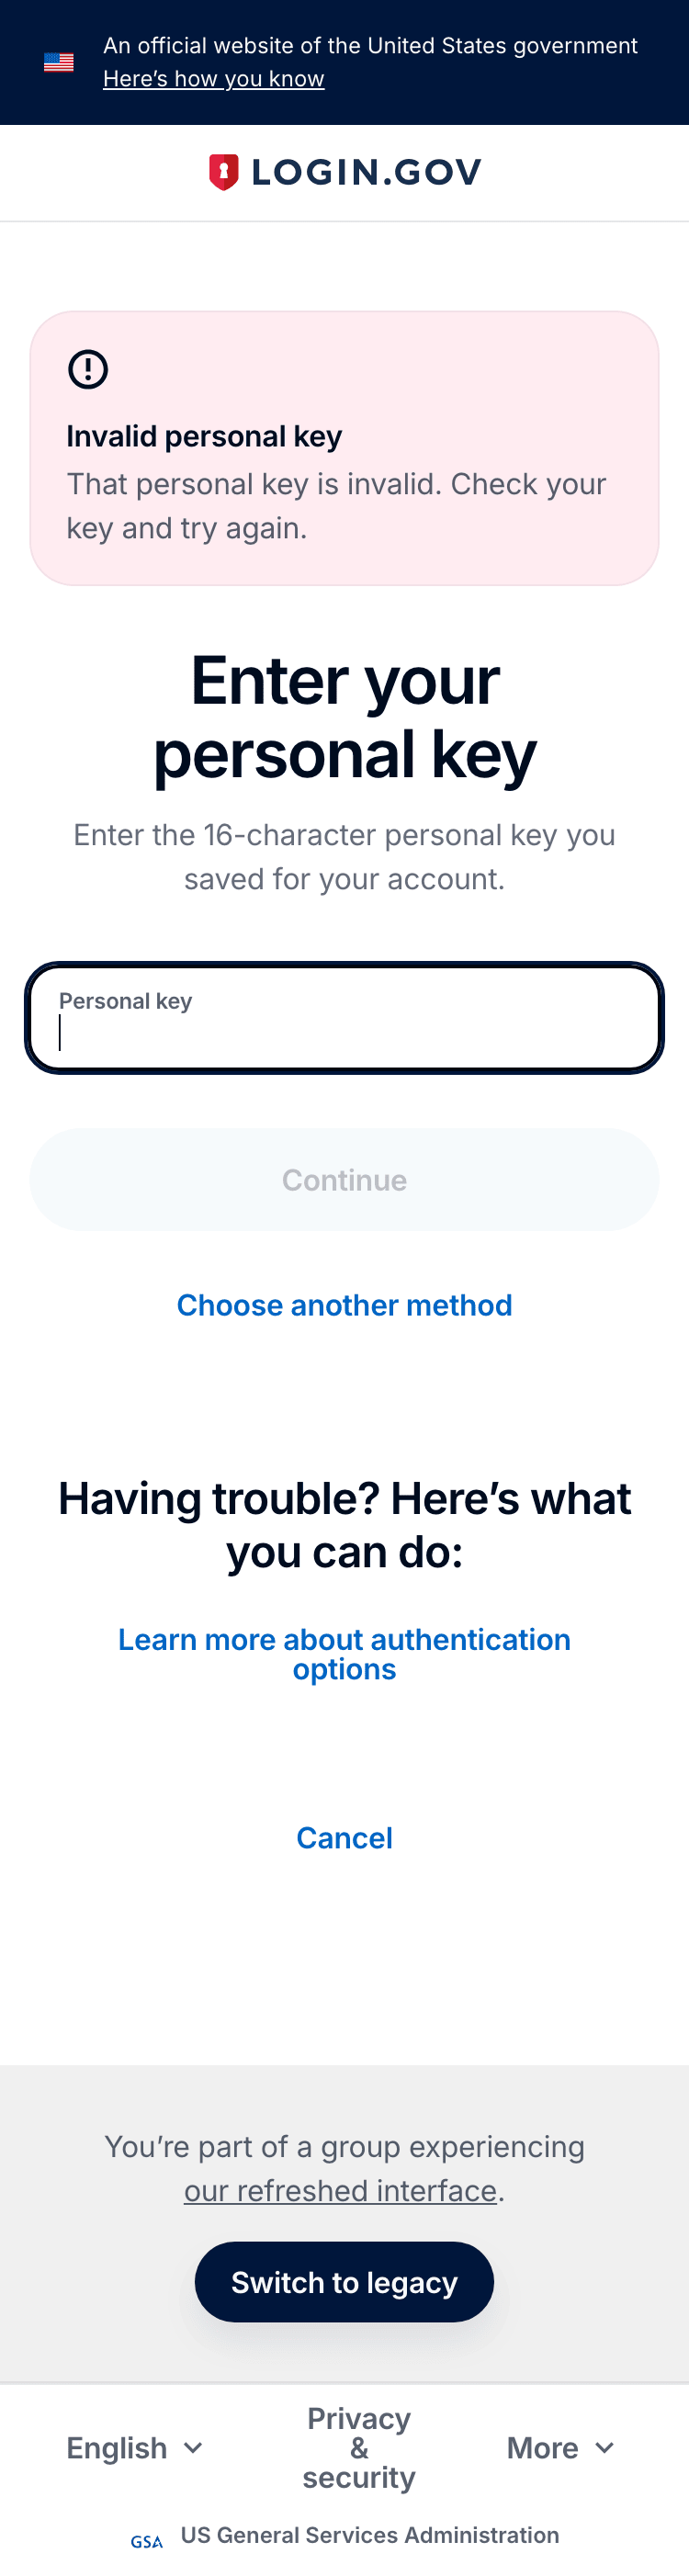 An official website of the United States government
Here’s how you know
LOGIN.GOV
Invalid personal key
That personal key is invalid. Check your
key and try again.
Enter your
personal key
Enter the 16-character personal key you
saved for your account.
Personal key
Continue
Choose another method
Having trouble? Here’s what
you can do:
Learn more about authentication
options
Cancel
You’re part of a group experiencing
our refreshed interface.
Switch to legacy
English
Privacy
&
security
More
GSA US General Services Administration